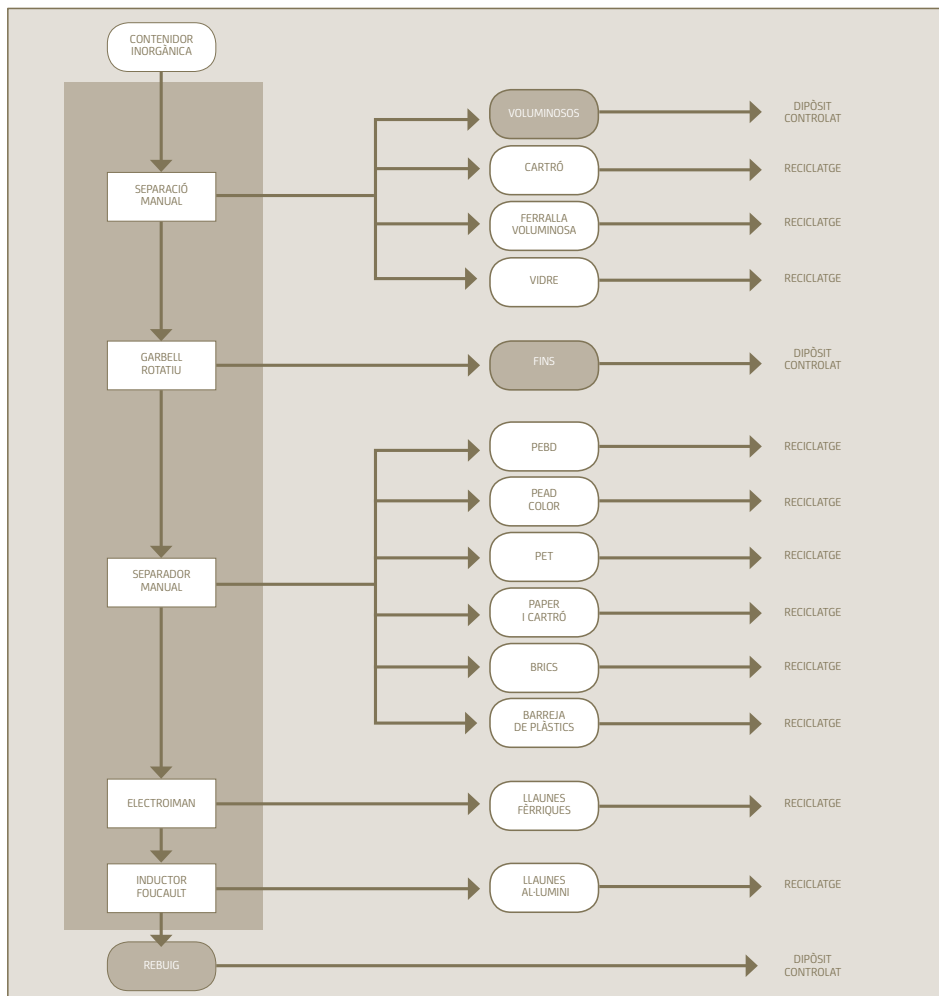 CONTENIDOR
INORGÀNICA
VOLUMINOSOS
DIPÒSIT
CONTROLAT
CARTRÓ
RECICLATGE
SEPARACIÓ
MANUAL
FERRALLA
VOLUMINOSA
RECICLATGE
VIDRE
RECICLATGE
GARBELL
ROTATIU
FINS
DIPÒSIT
CONTROLAT
PEBD
RECICLATGE
PEAD
COLOR
RECICLATGE
PET
RECICLATGE
SEPARADOR
MANUAL
PAPER
I CARTRÓ
RECICLATGE
BRICS
RECICLATGE
BARREJA
DE PLÀSTICS
RECICLATGE
ELECTROIMAN
LLAUNES
FÈRRIQUES
RECICLATGE
INDUCTOR
FOUCAULT
LLAUNES
AL·LUMINI
RECICLATGE
REBUIG
DIPÒSIT
CONTROLAT